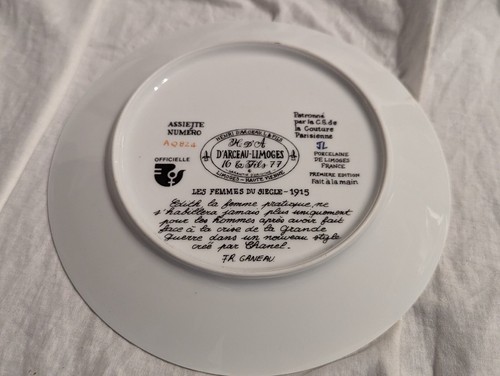 ASSIETTE
NUMÉRO
OFFICIELLE
HENRI D'ARCEAU L & FILS
H D'A
D'ARCEAU-LIMOGES
16 & Fils 77
LIMOGES - HAUTE VIENNE
Patronné
par la C.S. de
la Couture
Parisienne
PORCELAINE
DE LIMOGES
FRANCE
PREMIÈRE EDITION
Fait à la main
LES FEMMES DU SIECLE - 1915
Edith la femme pratique, ne
s'habillera jamais plus uniquement
pour les hommes après avoir fait
face à la crise de la Grande
Guerre dans un nouveau style
créé par Chanel.
FR. GANEAU